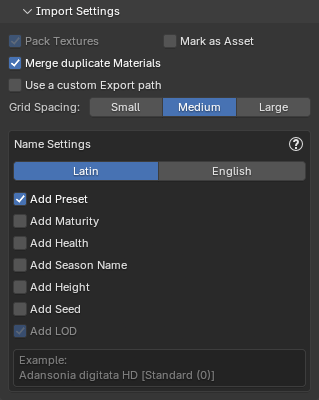 Import Settings
Pack Textures
Mark as Asset
Merge duplicate Materials
Use a custom Export path
Grid Spacing: Small Medium Large
Name Settings ?
Latin English
Add Preset
Add Maturity
Add Health
Add Season Name
Add Height
Add Seed
Add LOD
Example:
Adansonia digitata HD [Standard (0)]